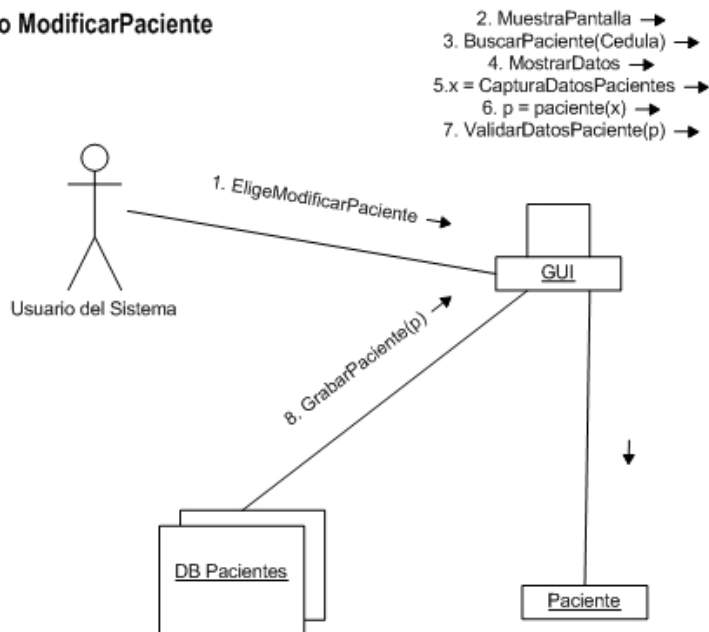 o ModificarPaciente
2. MuestraPantalla
3. BuscarPaciente(Cedula)
4. MostrarDatos
5.x = CapturaDatosPacientes
6. p = paciente(x)
7. ValidarDatosPaciente(p)
1. EligeModificarPaciente
GUI
Usuario del Sistema
8. GrabarPaciente(p)
DB Pacientes
Paciente